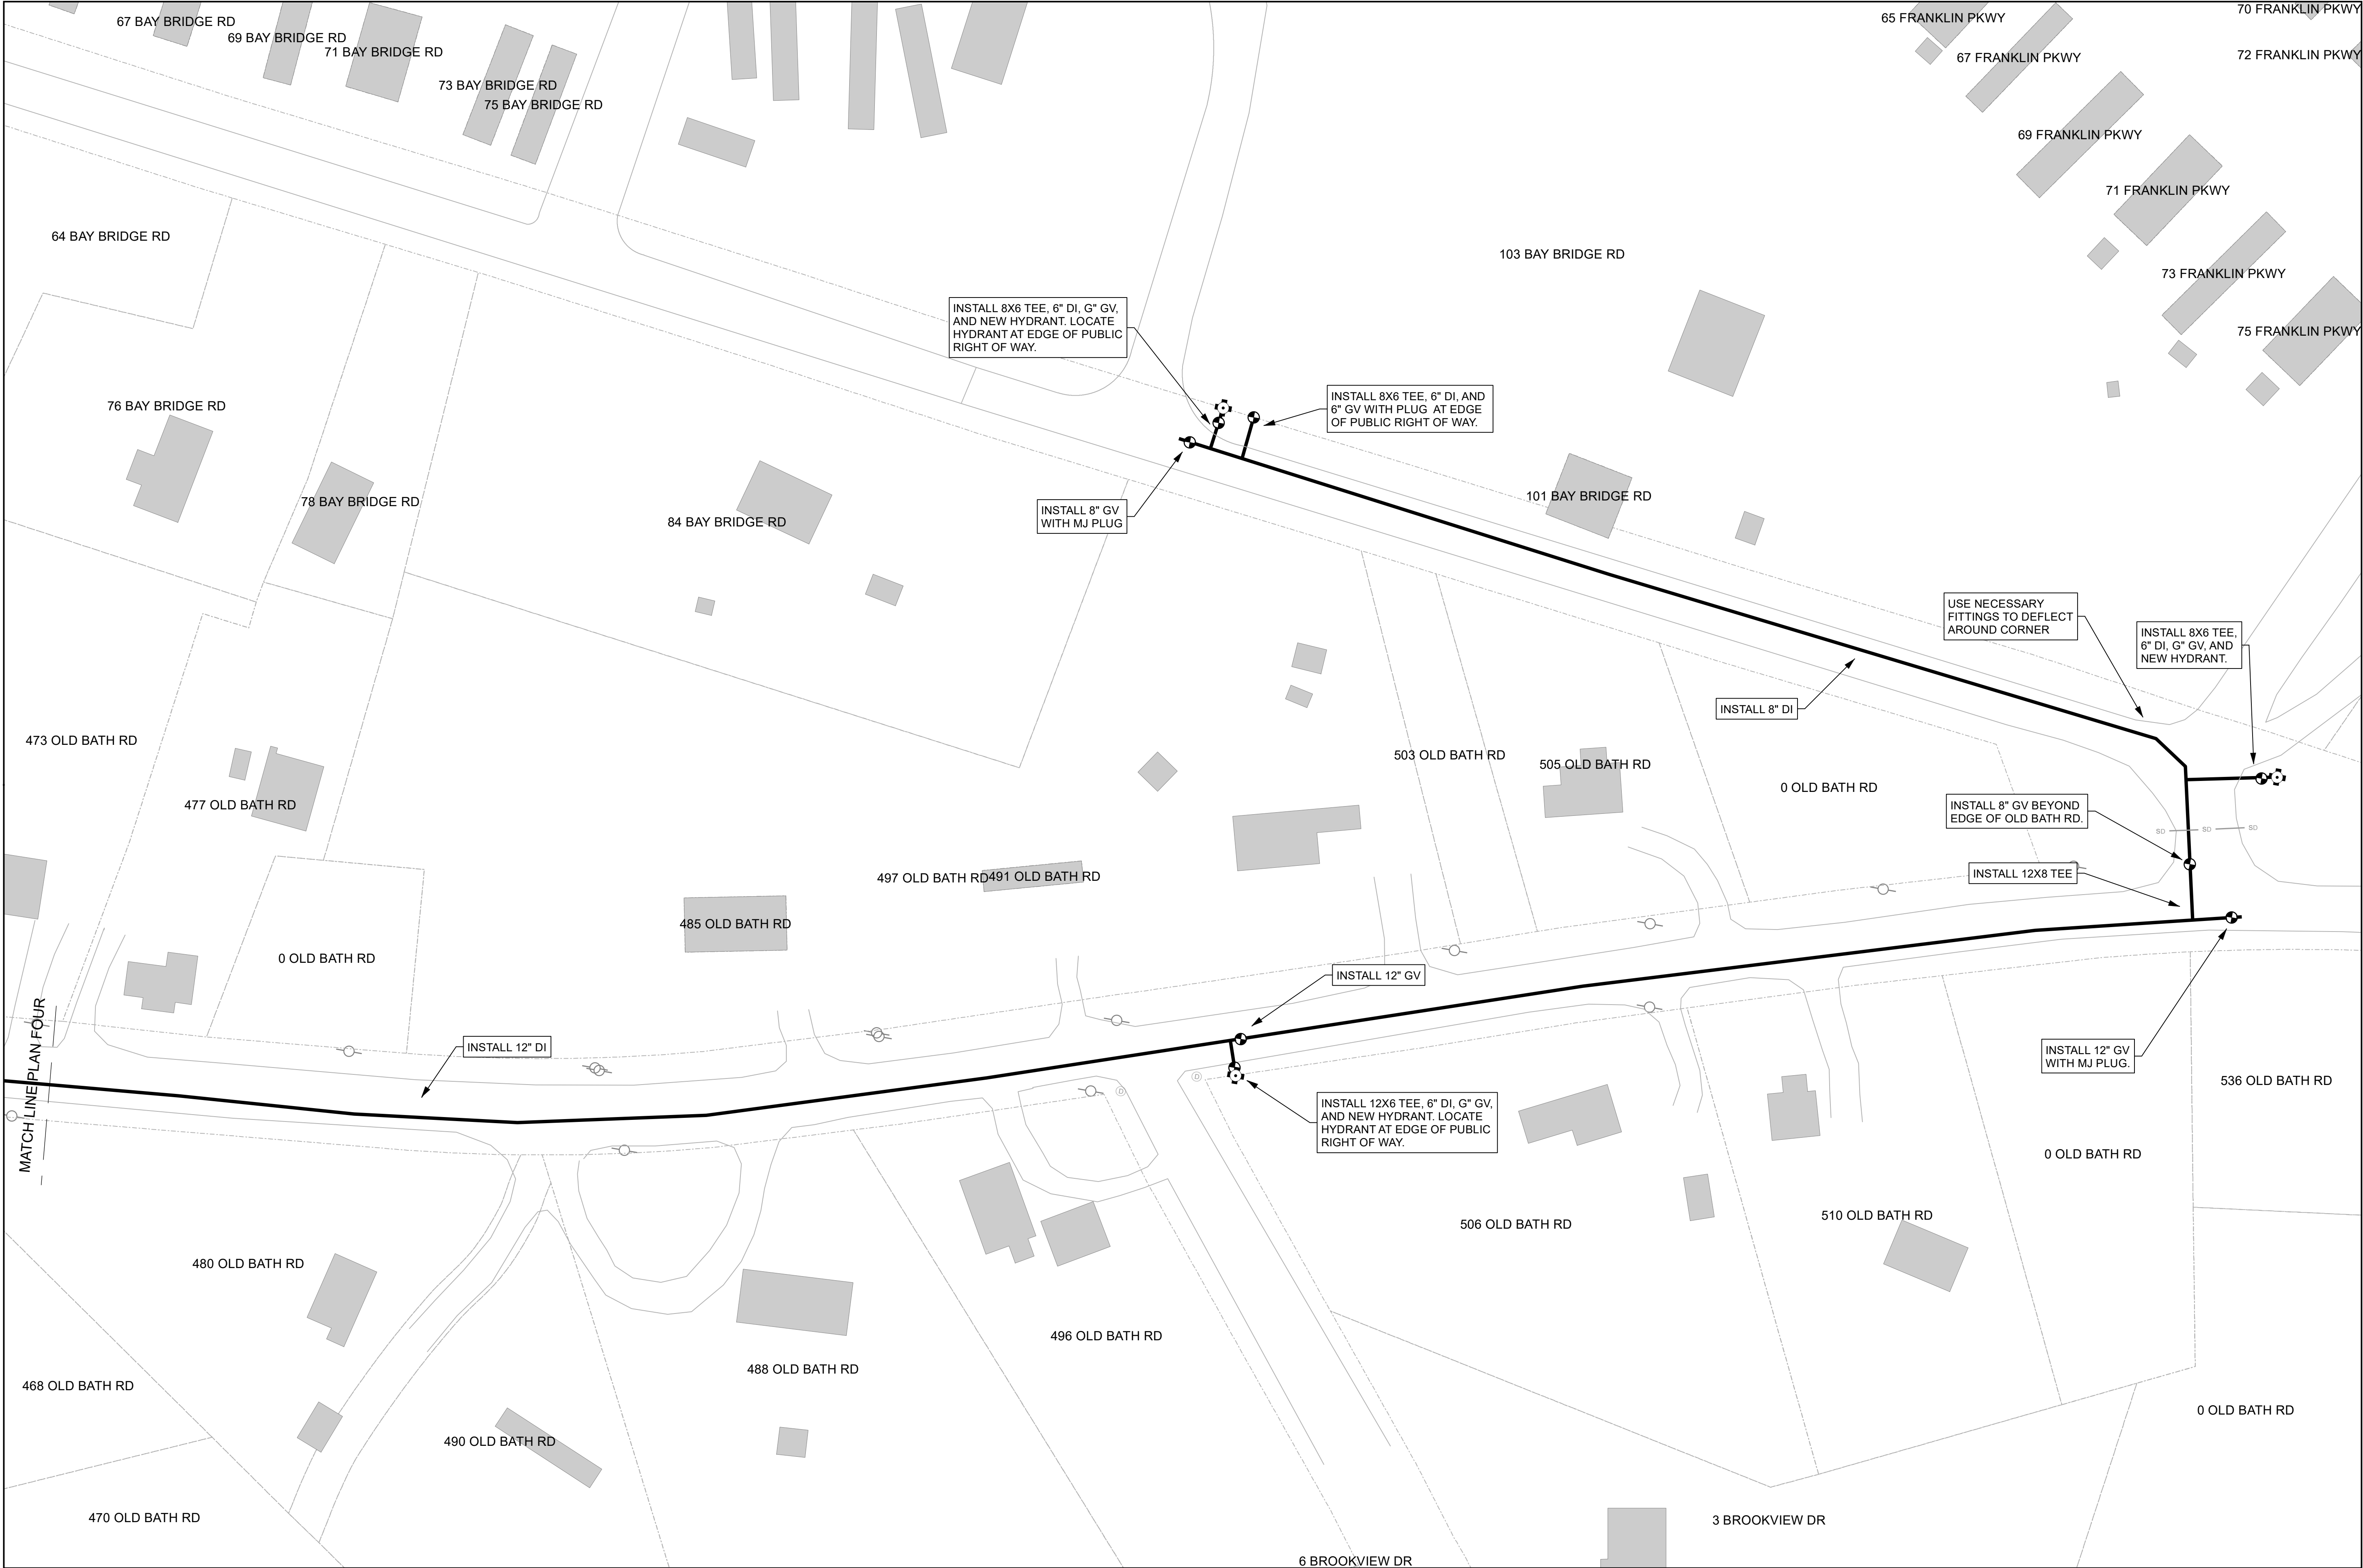 67 BAY BRIDGE RD
69 BAY BRIDGE RD
71 BAY BRIDGE RD
73 BAY BRIDGE RD
75 BAY BRIDGE RD
65 FRANKLIN PKWY
70 FRANKLIN PKWY
67 FRANKLIN PKWY
72 FRANKLIN PKWY
69 FRANKLIN PKWY
71 FRANKLIN PKWY
73 FRANKLIN PKWY
75 FRANKLIN PKWY
64 BAY BRIDGE RD
103 BAY BRIDGE RD
INSTALL 8X6 TEE, 6" DI, G" GV,
AND NEW HYDRANT. LOCATE
HYDRANT AT EDGE OF PUBLIC
RIGHT OF WAY.
INSTALL 8X6 TEE, 6" DI, AND
6" GV WITH PLUG AT EDGE
OF PUBLIC RIGHT OF WAY.
76 BAY BRIDGE RD
78 BAY BRIDGE RD
84 BAY BRIDGE RD
INSTALL 8" GV
WITH MJ PLUG
101 BAY BRIDGE RD
USE NECESSARY
FITTINGS TO DEFLECT
AROUND CORNER
INSTALL 8X6 TEE,
6" DI, G" GV, AND
NEW HYDRANT.
INSTALL 8" DI
473 OLD BATH RD
477 OLD BATH RD
503 OLD BATH RD
505 OLD BATH RD
0 OLD BATH RD
INSTALL 8" GV BEYOND
EDGE OF OLD BATH RD.
SD
SD
SD
INSTALL 12X8 TEE
497 OLD BATH RD
491 OLD BATH RD
485 OLD BATH RD
0 OLD BATH RD
INSTALL 12" GV
MATCH LINE PLAN FOUR
INSTALL 12" DI
D
D
INSTALL 12X6 TEE, 6" DI, G" GV,
AND NEW HYDRANT. LOCATE
HYDRANT AT EDGE OF PUBLIC
RIGHT OF WAY.
INSTALL 12" GV
WITH MJ PLUG.
536 OLD BATH RD
0 OLD BATH RD
506 OLD BATH RD
510 OLD BATH RD
480 OLD BATH RD
496 OLD BATH RD
488 OLD BATH RD
468 OLD BATH RD
490 OLD BATH RD
0 OLD BATH RD
470 OLD BATH RD
3 BROOKVIEW DR
6 BROOKVIEW DR